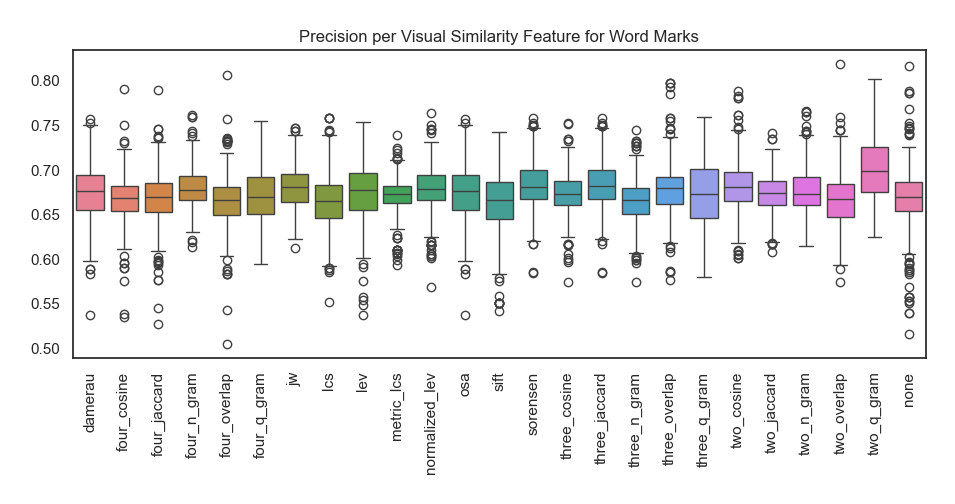 Precision per Visual Similarity Feature for Word Marks
0.80
0.75
0.70
0.65
0.60
0.55
0.50
damerau
four_cosine
four_jaccard
four_n_gram
four_overlap
four_q_gram
jw
lcs
lev
metric_lcs
normalized_lev
osa
sift
sorensen
three_cosine
three_jaccard
three_n_gram
three_overlap
three_q_gram
two_cosine
two_jaccard
two_n_gram
two_overlap
two_q_gram
none